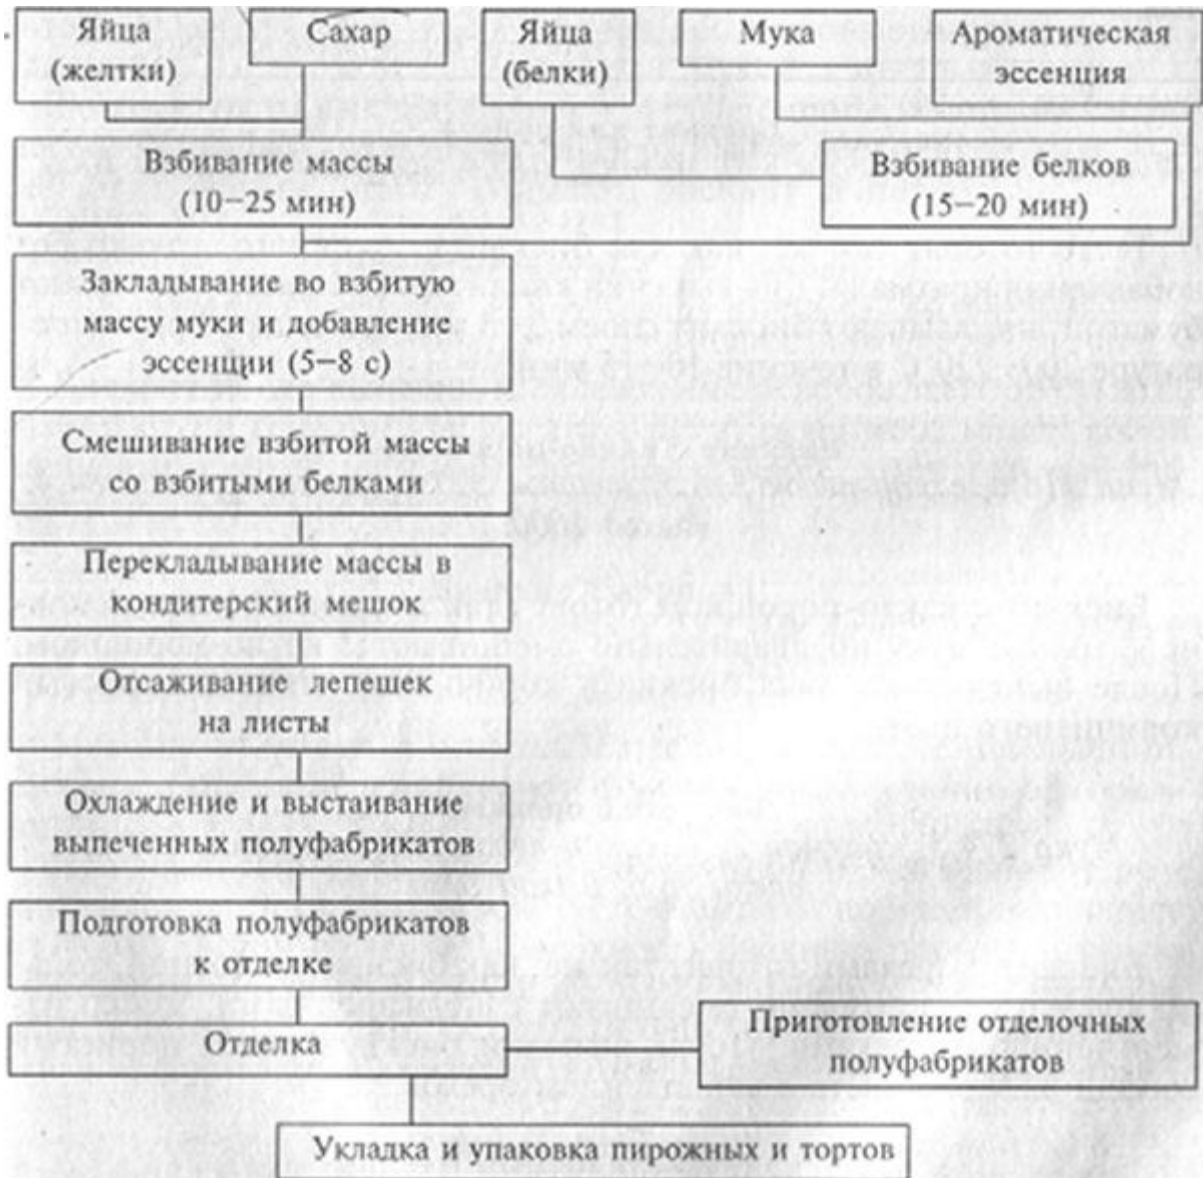 Яйца
(желтки)
Сахар
Яйца
(белки)
Мука
Ароматическая
эссенция
Взбивание массы
(10−25 мин)
Взбивание белков
(15−20 мин)
Закладывание во взбитую
массу муки и добавление
эссенции (5−8 с)
Смешивание взбитой массы
со взбитыми белками
Перекладывание массы в
кондитерский мешок
Отсаживание лепешек
на листы
Охлаждение и выстаивание
выпеченных полуфабрикатов
Подготовка полуфабрикатов
к отделке
Отделка
Приготовление отделочных
полуфабрикатов
Укладка и упаковка пирожных и тортов